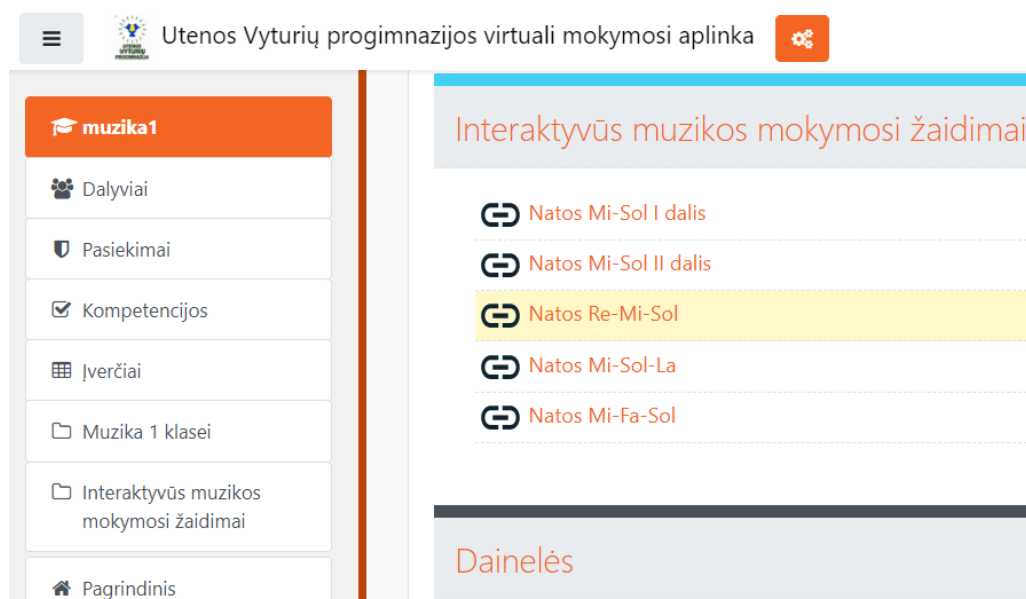 Utenos Vyturių progimnazijos virtuali mokymosi aplinka
muzika1
Dalyviai
Pasiekimai
Kompetencijos
Įverčiai
Muzika 1 klasei
Interaktyvūs muzikos
mokymosi žaidimai
Pagrindinis
Interaktyvūs muzikos mokymosi žaidimai
Natos Mi-Sol I dalis
Natos Mi-Sol II dalis
Natos Re-Mi-Sol
Natos Mi-Sol-La
Natos Mi-Fa-Sol
Dainelės